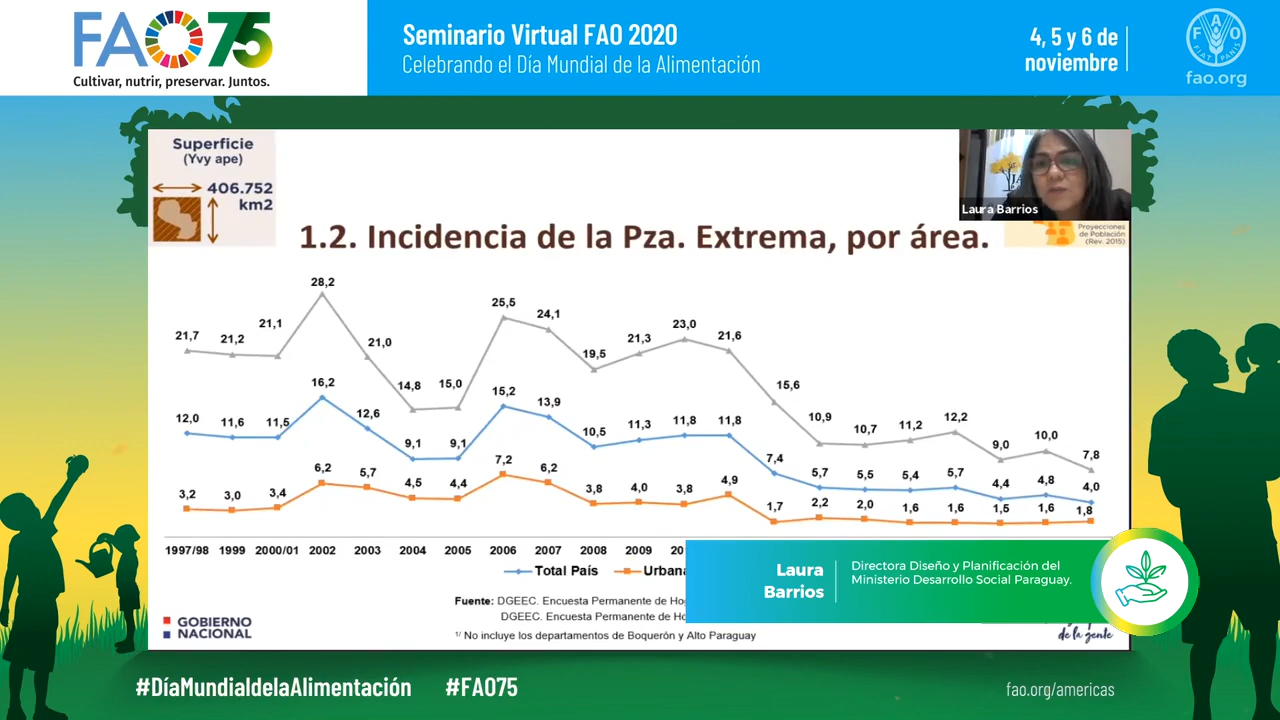 FAO75
Cultivar, nutrir, preservar. Juntos.
Seminario Virtual FAO 2020
Celebrando el Día Mundial de la Alimentación
4, 5 y 6 de
noviembre
FAO
FIAT PANIS
fao.org
Superficie
(Yvy ape)
406.752
km2
Laura Barrios
Proyecciones
de Población
(Rev. 2015)
1.2. Incidencia de la Pza. Extrema, por área.
21,7 21,2 21,1 28,2 21,0 14,8 15,0 25,5 24,1 19,5 21,3 23,0 21,6 15,6 10,9 10,7 11,2 12,2 9,0 10,0 7,8
12,0 11,6 11,5 16,2 12,6 9,1 9,1 15,2 13,9 10,5 11,3 11,8 11,8 7,4 5,7 5,5 5,4 5,7 4,4 4,8 4,0
3,2 3,0 3,4 6,2 5,7 4,5 4,4 7,2 6,2 3,8 4,0 3,8 4,9 1,7 2,2 2,0 1,6 1,6 1,5 1,6 1,8
1997/98 1999 2000/01 2002 2003 2004 2005 2006 2007 2008 2009
Total País Urbana
Fuente: DGEEC. Encuesta Permanente de
DGEEC. Encuesta Permanente de
1/ No incluye los departamentos de Boquerón y Alto Paraguay
GOBIERNO
NACIONAL
de la gente
Laura
Barrios
Directora Diseño y Planificación del
Ministerio Desarrollo Social Paraguay.
#DíaMundialdelaAlimentación #FAO75
fao.org/americas